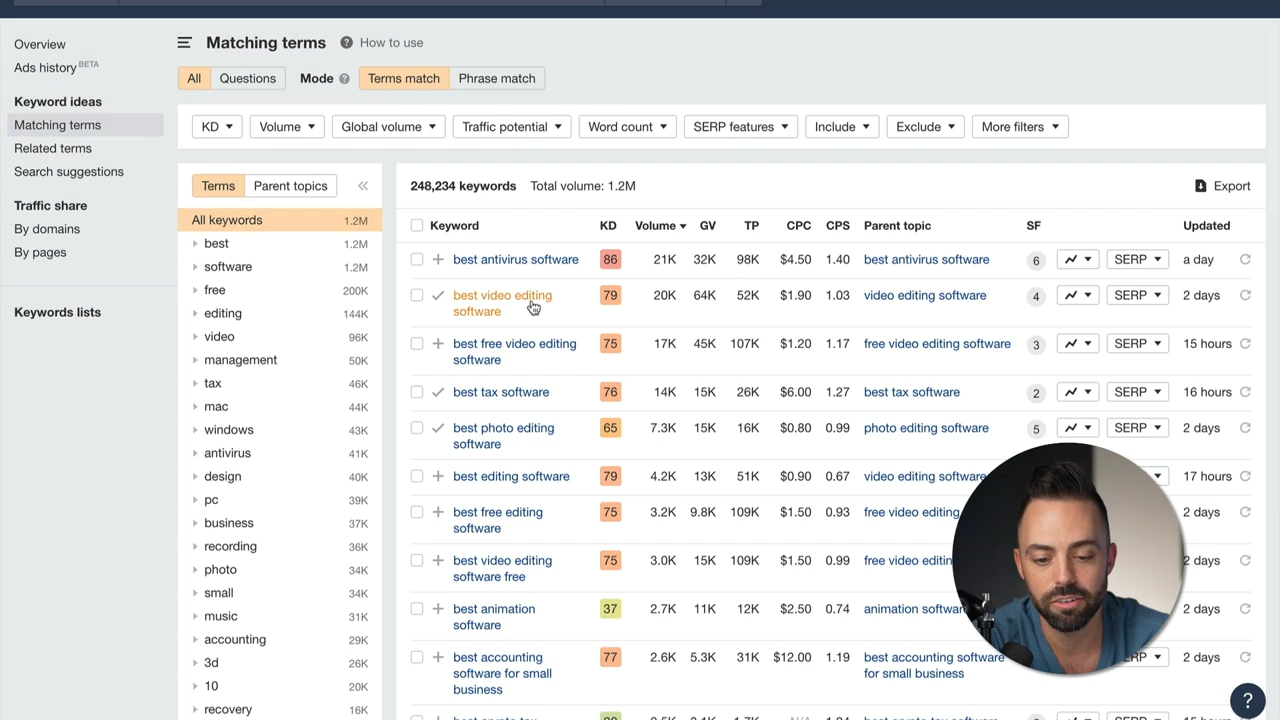 Overview
Ads history BETA
Keyword ideas
Matching terms
Related terms
Search suggestions
Traffic share
By domains
By pages
Keywords lists
Matching terms ? How to use
All Questions Mode ? Terms match Phrase match
KD Volume Global volume Traffic potential Word count SERP features Include Exclude More filters
Terms Parent topics «
All keywords 1.2M
best 1.2M
software 1.2M
free 200K
editing 144K
video 96K
management 50K
tax 46K
mac 44K
windows 43K
antivirus 41K
design 40K
pc 39K
business 37K
recording 36K
photo 34K
small 34K
music 31K
accounting 29K
3d 26K
10 20K
recovery 16K
248,234 keywords Total volume: 1.2M Export
Keyword KD Volume GV TP CPC CPS Parent topic SF Updated
best antivirus software 86 21K 32K 98K $4.50 1.40 best antivirus software 6 SERP a day
best video editing 79 20K 64K 52K $1.90 1.03 video editing software 4 SERP 2 days
software
best free video editing 75 17K 45K 107K $1.20 1.17 free video editing software 3 SERP 15 hours
software
best tax software 76 14K 15K 26K $6.00 1.27 best tax software 2 SERP 16 hours
best photo editing 65 7.3K 15K 16K $0.80 0.99 photo editing software 5 SERP 2 days
software
best editing software 79 4.2K 13K 51K $0.90 0.67 video editing software 17 hours
best free editing 75 3.2K 9.8K 109K $1.50 0.93 free video editing 2 days
software
best video editing 75 3.0K 15K 109K $1.50 0.99 free video 2 days
software free
best animation 37 2.7K 11K 12K $2.50 0.74 animation 2 days
software
best accounting 77 2.6K 5.3K 31K $12.00 1.19 best accounting software 2 days
software for small for small business
business
?